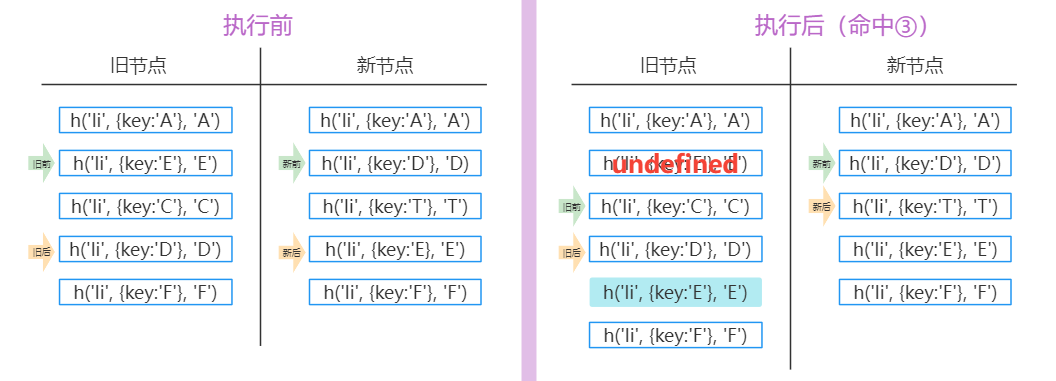 执行前
旧节点
新节点
h('li', {key:'A'}, 'A')
h('li', {key:'A'}, 'A')
旧前
h('li', {key:'E'}, 'E')
新前
h('li', {key:'D'}, 'D)
h('li', {key:'C'}, 'C')
h('li', {key:'T'}, 'T')
旧后
h('li', {key:'D'}, 'D')
新后
h('li', {key:'E}, 'E')
h('li', {key:'F'}, 'F')
h('li', {key:'F'}, 'F')
执行后（命中③）
旧节点
新节点
h('li', {key:'A'}, 'A')
h('li', {key:'A'}, 'A')
undefined
新前
h('li', {key:'D'}, 'D')
旧前
h('li', {key:'C'}, 'C')
新后
h('li', {key:'T'}, 'T')
旧后
h('li', {key:'D'}, 'D')
h('li', {key:'E'}, 'E')
h('li', {key:'E'}, 'E')
h('li', {key:'F'}, 'F')
h('li', {key:'F'}, 'F')